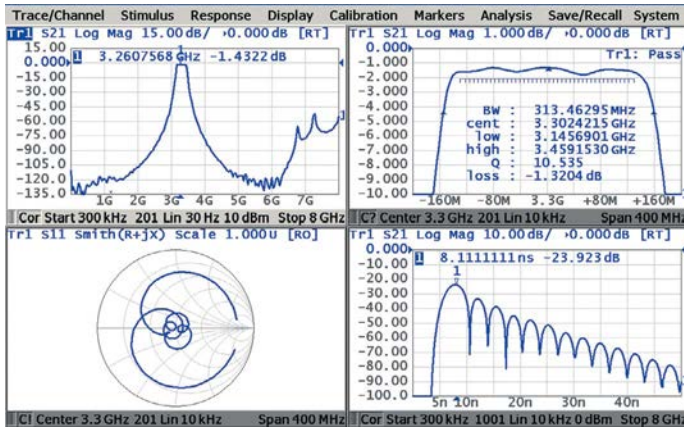 Trace/Channel Stimulus Response Display Calibration Markers Analysis Save/Recall System
Tr1 S21 Log Mag 15.00dB/ 0.000dB [RT]
15.00
0.000
-15.00
-30.00
-45.00
-60.00
-75.00
-90.00
-105.0
-120.0
-135.0
1 3.2607568 GHz -1.4322 dB
1
1G 2G 3G 4G 5G 6G 7G
Cor Start 300 kHz 201 Lin 30 Hz 10 dBm Stop 8 GHz
Tr1 S21 Log Mag 1.000dB/ 0.000dB [RT]
0.000
-1.000
-2.000
-3.000
-4.000
-5.000
-6.000
-7.000
-8.000
-9.000
-10.00
Tr1: Pass
BW : 313.46295MHz
cent : 3.3024215GHz
low : 3.1456901GHz
high : 3.4591530GHz
Q : 10.535
loss : -1.3204 dB
-160M -80M 3.3G +80M +160M
C? Center 3.3 GHz 201 Lin 10 kHz Span 400 MHz
Tr1 S11 Smith(R+jX) Scale 1.000U [RO]
C! Center 3.3 GHz 201 Lin 10 kHz Span 400 MHz
Tr1 S21 Log Mag 10.00dB/ 0.000dB [RT]
0.000
-10.00
-20.00
-30.00
-40.00
-50.00
-60.00
-70.00
-80.00
-90.00
-100.0
1 8.1111111ns -23.923 dB
1
5n 10n 20n 30n 40n
Cor Start 300 kHz 1001 Lin 10 kHz 0 dBm Stop 8 GHz